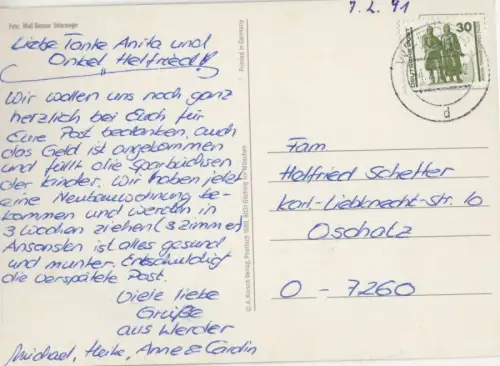 7.2.91
Foto: Wolf Donner Unterwegs
Liebe Tante Anita und
Onkel Helfried!
Wir wollen uns noch ganz
herzlich bei Euch für
Eure Post bedanken, auch
das Geld ist angekommen
und füllt die Sparbüchsen
der Kinder. Wir haben jetzt
eine Neubauwohnung be-
kommen und werden in
3 Wochen ziehen (3 Zimmer)
Ansonsten ist alles gesund
und munter. Entschuldigt
die verspätete Post.
Viele liebe
Grüße
aus Werder
Michael, Heike, Anne & Carolin
Printed in Germany
30
d
Fam
Halfried Schetter
Karl-Liebknecht-Str. 10
Oschatz
O - 7260